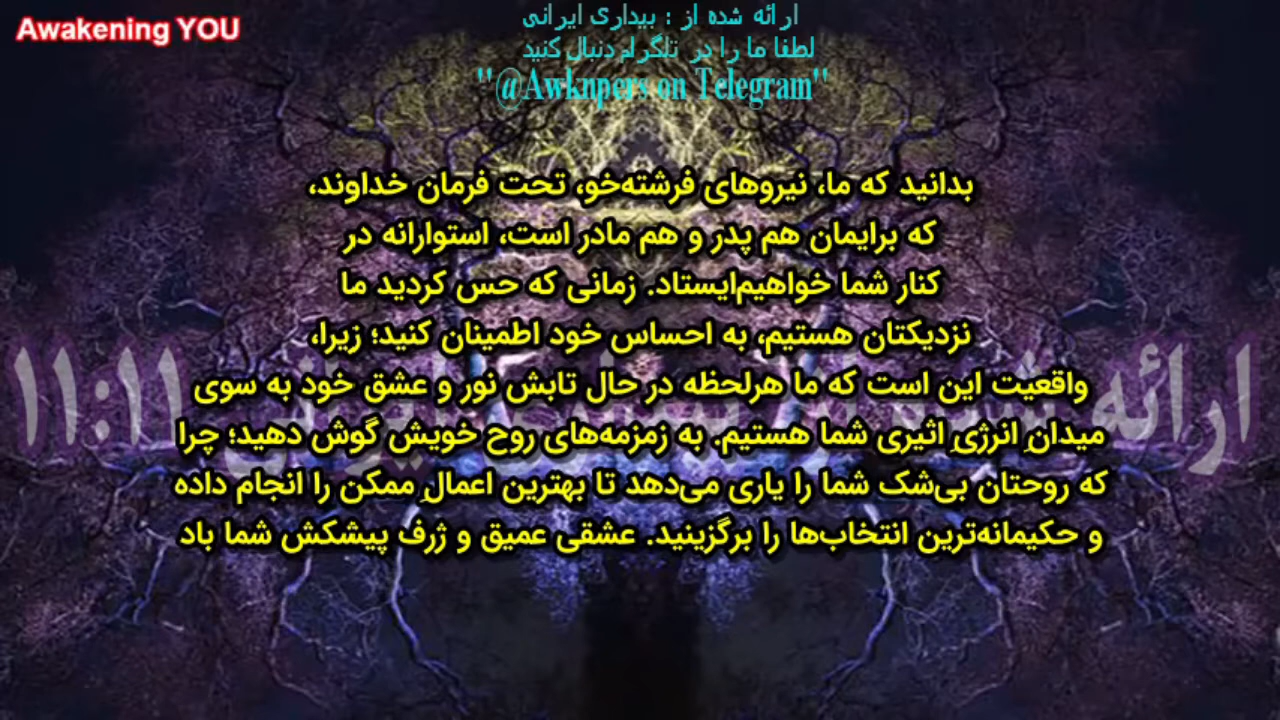 Awakening YOU
ارائه شده از : بیداری ایرانی
لطفا ما را در تلگرام دنبال کنید
"@Awknpers on Telegram"
بدانید که ما، نیروهای فرشته‌خو، تحت فرمان خداوند،
که برایمان هم پدر و هم مادر است، استوارانه در
کنار شما خواهیم‌ایستاد. زمانی که حس کردید ما
نزدیکتان هستیم، به احساس خود اطمینان کنید؛ زیرا،
واقعیت این است که ما هرلحظه در حال تابش نور و عشق خود به سوی
میدانِ انرژیِ اثیری شما هستیم. به زمزمه‌های روح خویش گوش دهید؛ چرا
که روحتان بی‌شک شما را یاری می‌دهد تا بهترین اعمالِ ممکن را انجام داده
و حکیمانه‌ترین انتخاب‌ها را برگزینید. عشقی عمیق و ژرف پیشکش شما باد
ارائه شده از بیداری ایرانی ۱۱:۱۱